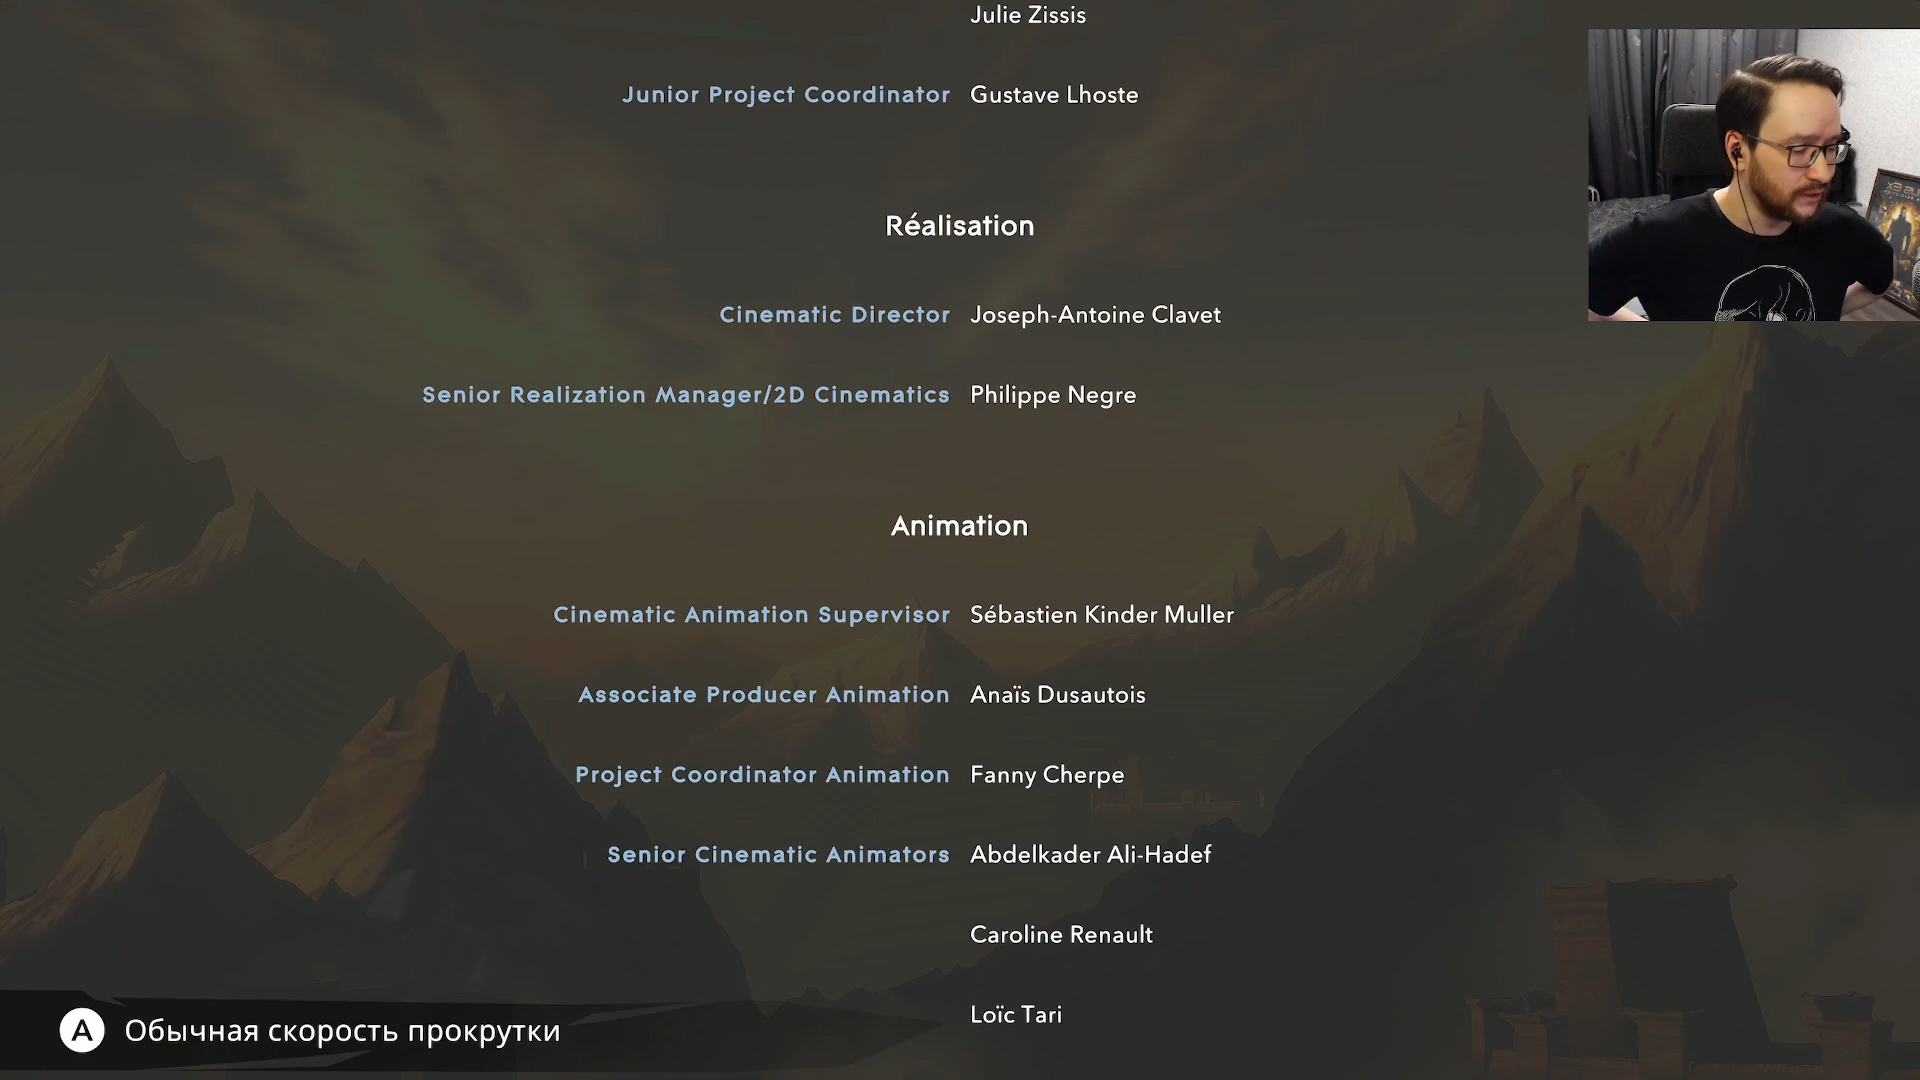 Julie Zissis
Junior Project Coordinator Gustave Lhoste
Réalisation
Cinematic Director Joseph-Antoine Clavet
Senior Realization Manager/2D Cinematics Philippe Negre
Animation
Cinematic Animation Supervisor Sébastien Kinder Muller
Associate Producer Animation Anaïs Dusautois
Project Coordinator Animation Fanny Cherpe
Senior Cinematic Animators Abdelkader Ali-Hadef
Caroline Renault
Loïc Tari
A Обычная скорость прокрутки